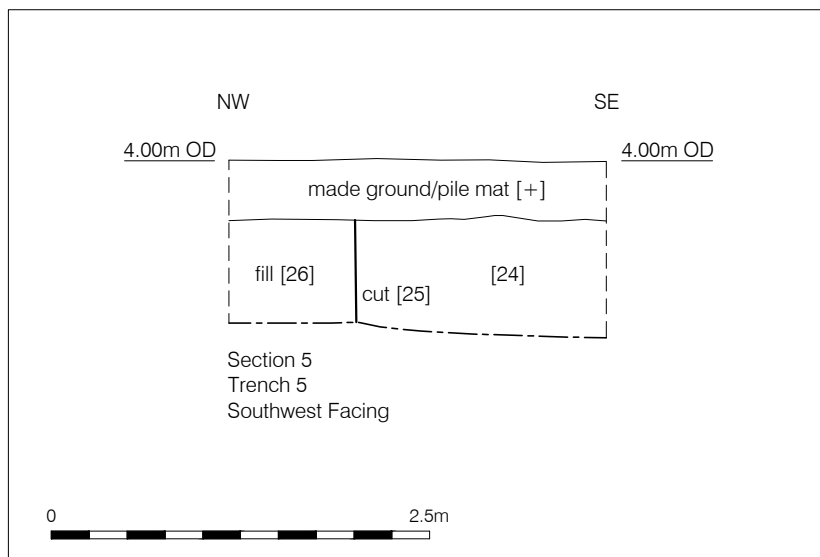 NW SE
4.00m OD 4.00m OD
made ground/pile mat [+]
fill [26] [24]
cut [25]
Section 5
Trench 5
Southwest Facing
0 2.5m